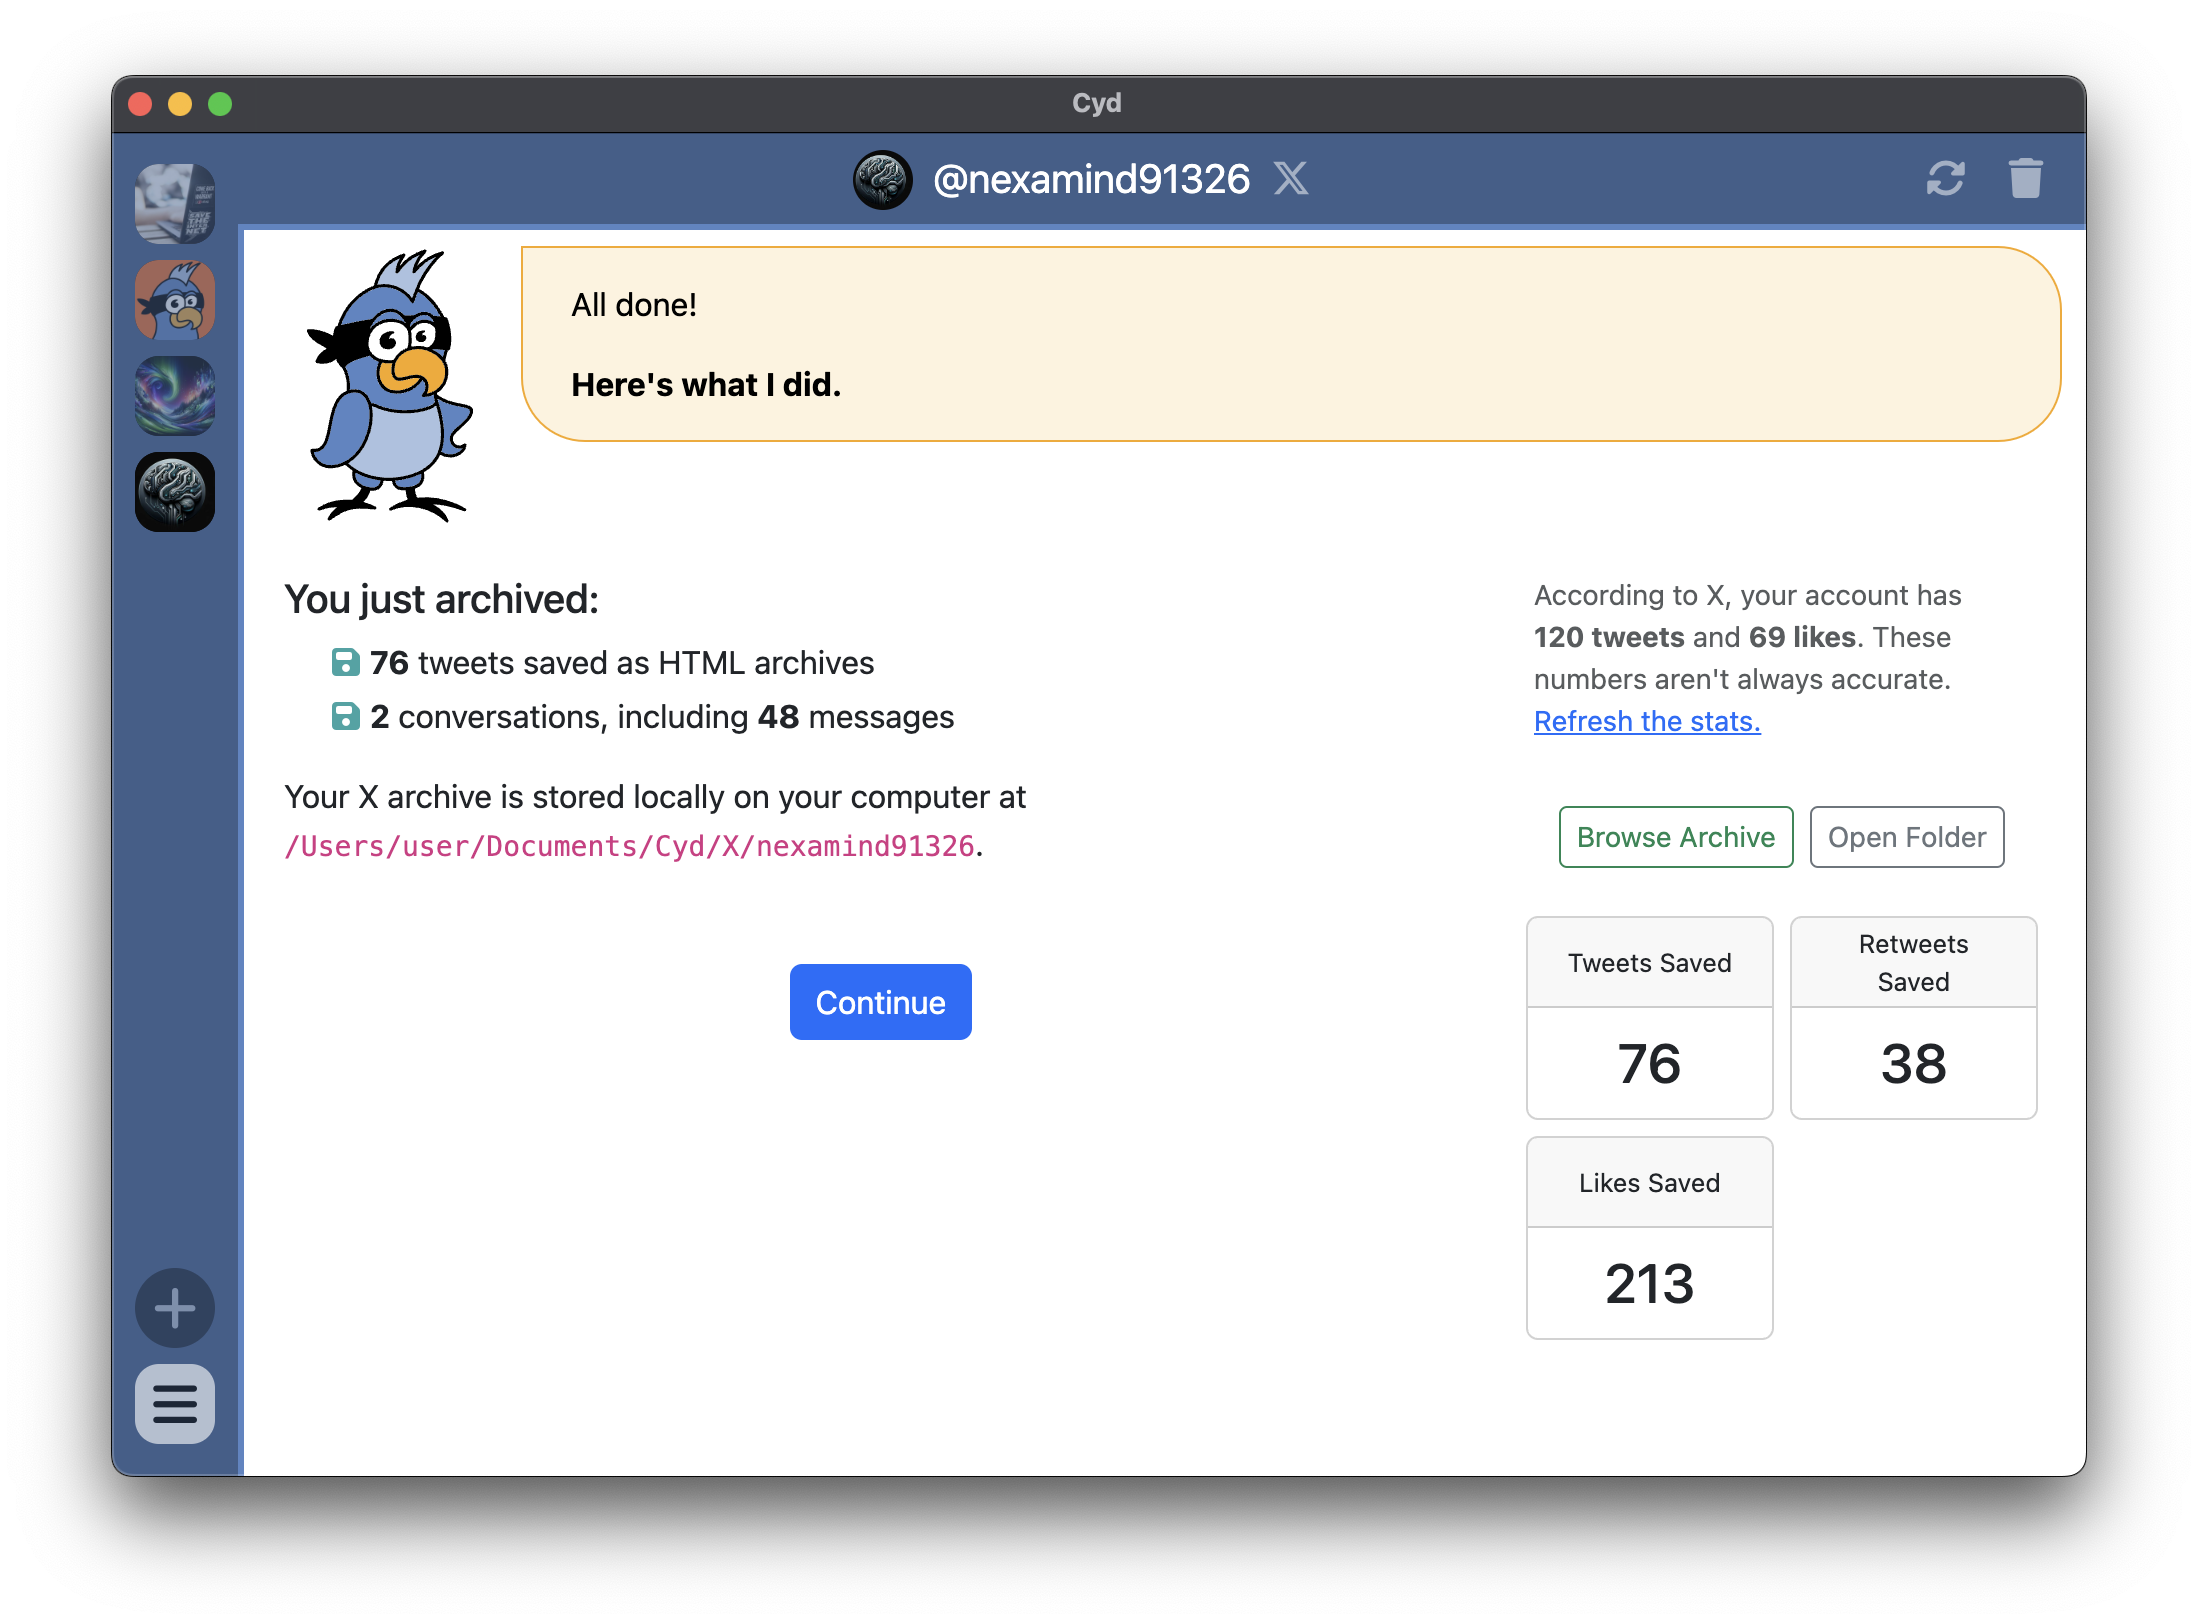 Cyd
@nexamind91326
All done!
Here's what I did.
You just archived:
76 tweets saved as HTML archives
2 conversations, including 48 messages
Your X archive is stored locally on your computer at
/Users/user/Documents/Cyd/X/nexamind91326.
Continue
According to X, your account has
120 tweets and 69 likes. These
numbers aren't always accurate.
Refresh the stats.
Browse Archive
Open Folder
Tweets Saved
76
Retweets
Saved
38
Likes Saved
213